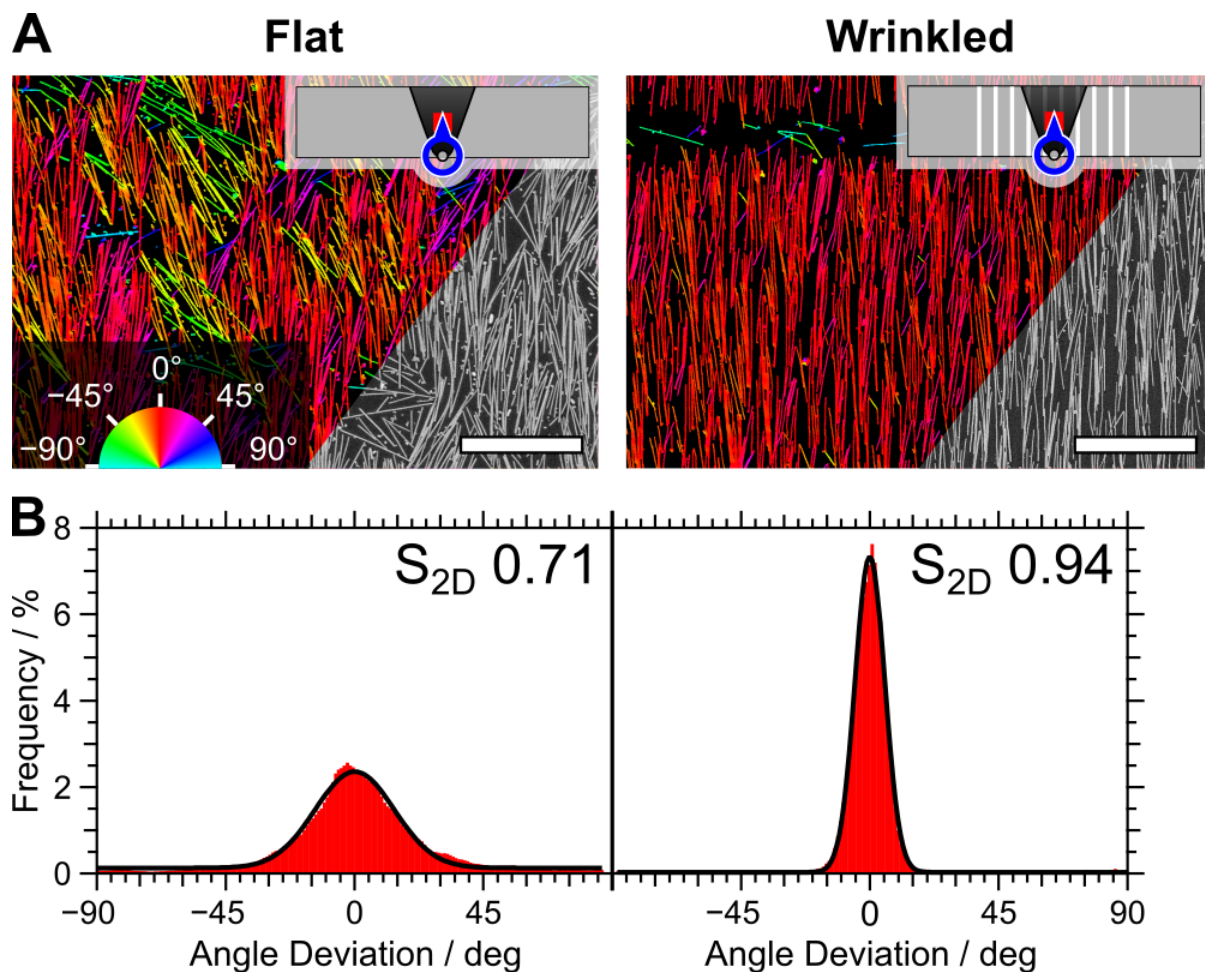 A Flat Wrinkled
0°
−45° 45°
−90° 90°
B
8
6
4
2
0
Frequency / %
S2D 0.71 S2D 0.94
−90 −45 0 45 −45 0 45 90
Angle Deviation / deg Angle Deviation / deg